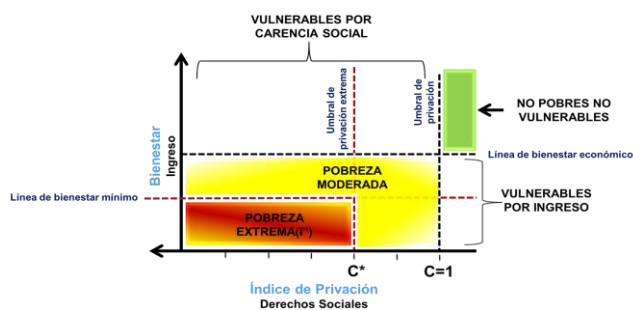 VULNERABLES POR
CARENCIA SOCIAL
Bienestar
Ingreso
Umbral de
privación extrema
Umbral de
privación
NO POBRES NO
VULNERABLES
Línea de bienestar económico
POBREZA
MODERADA
Línea de bienestar mínimo
VULNERABLES
POR INGRESO
POBREZA
EXTREMA(I")
C*
C=1
Índice de Privación
Derechos Sociales